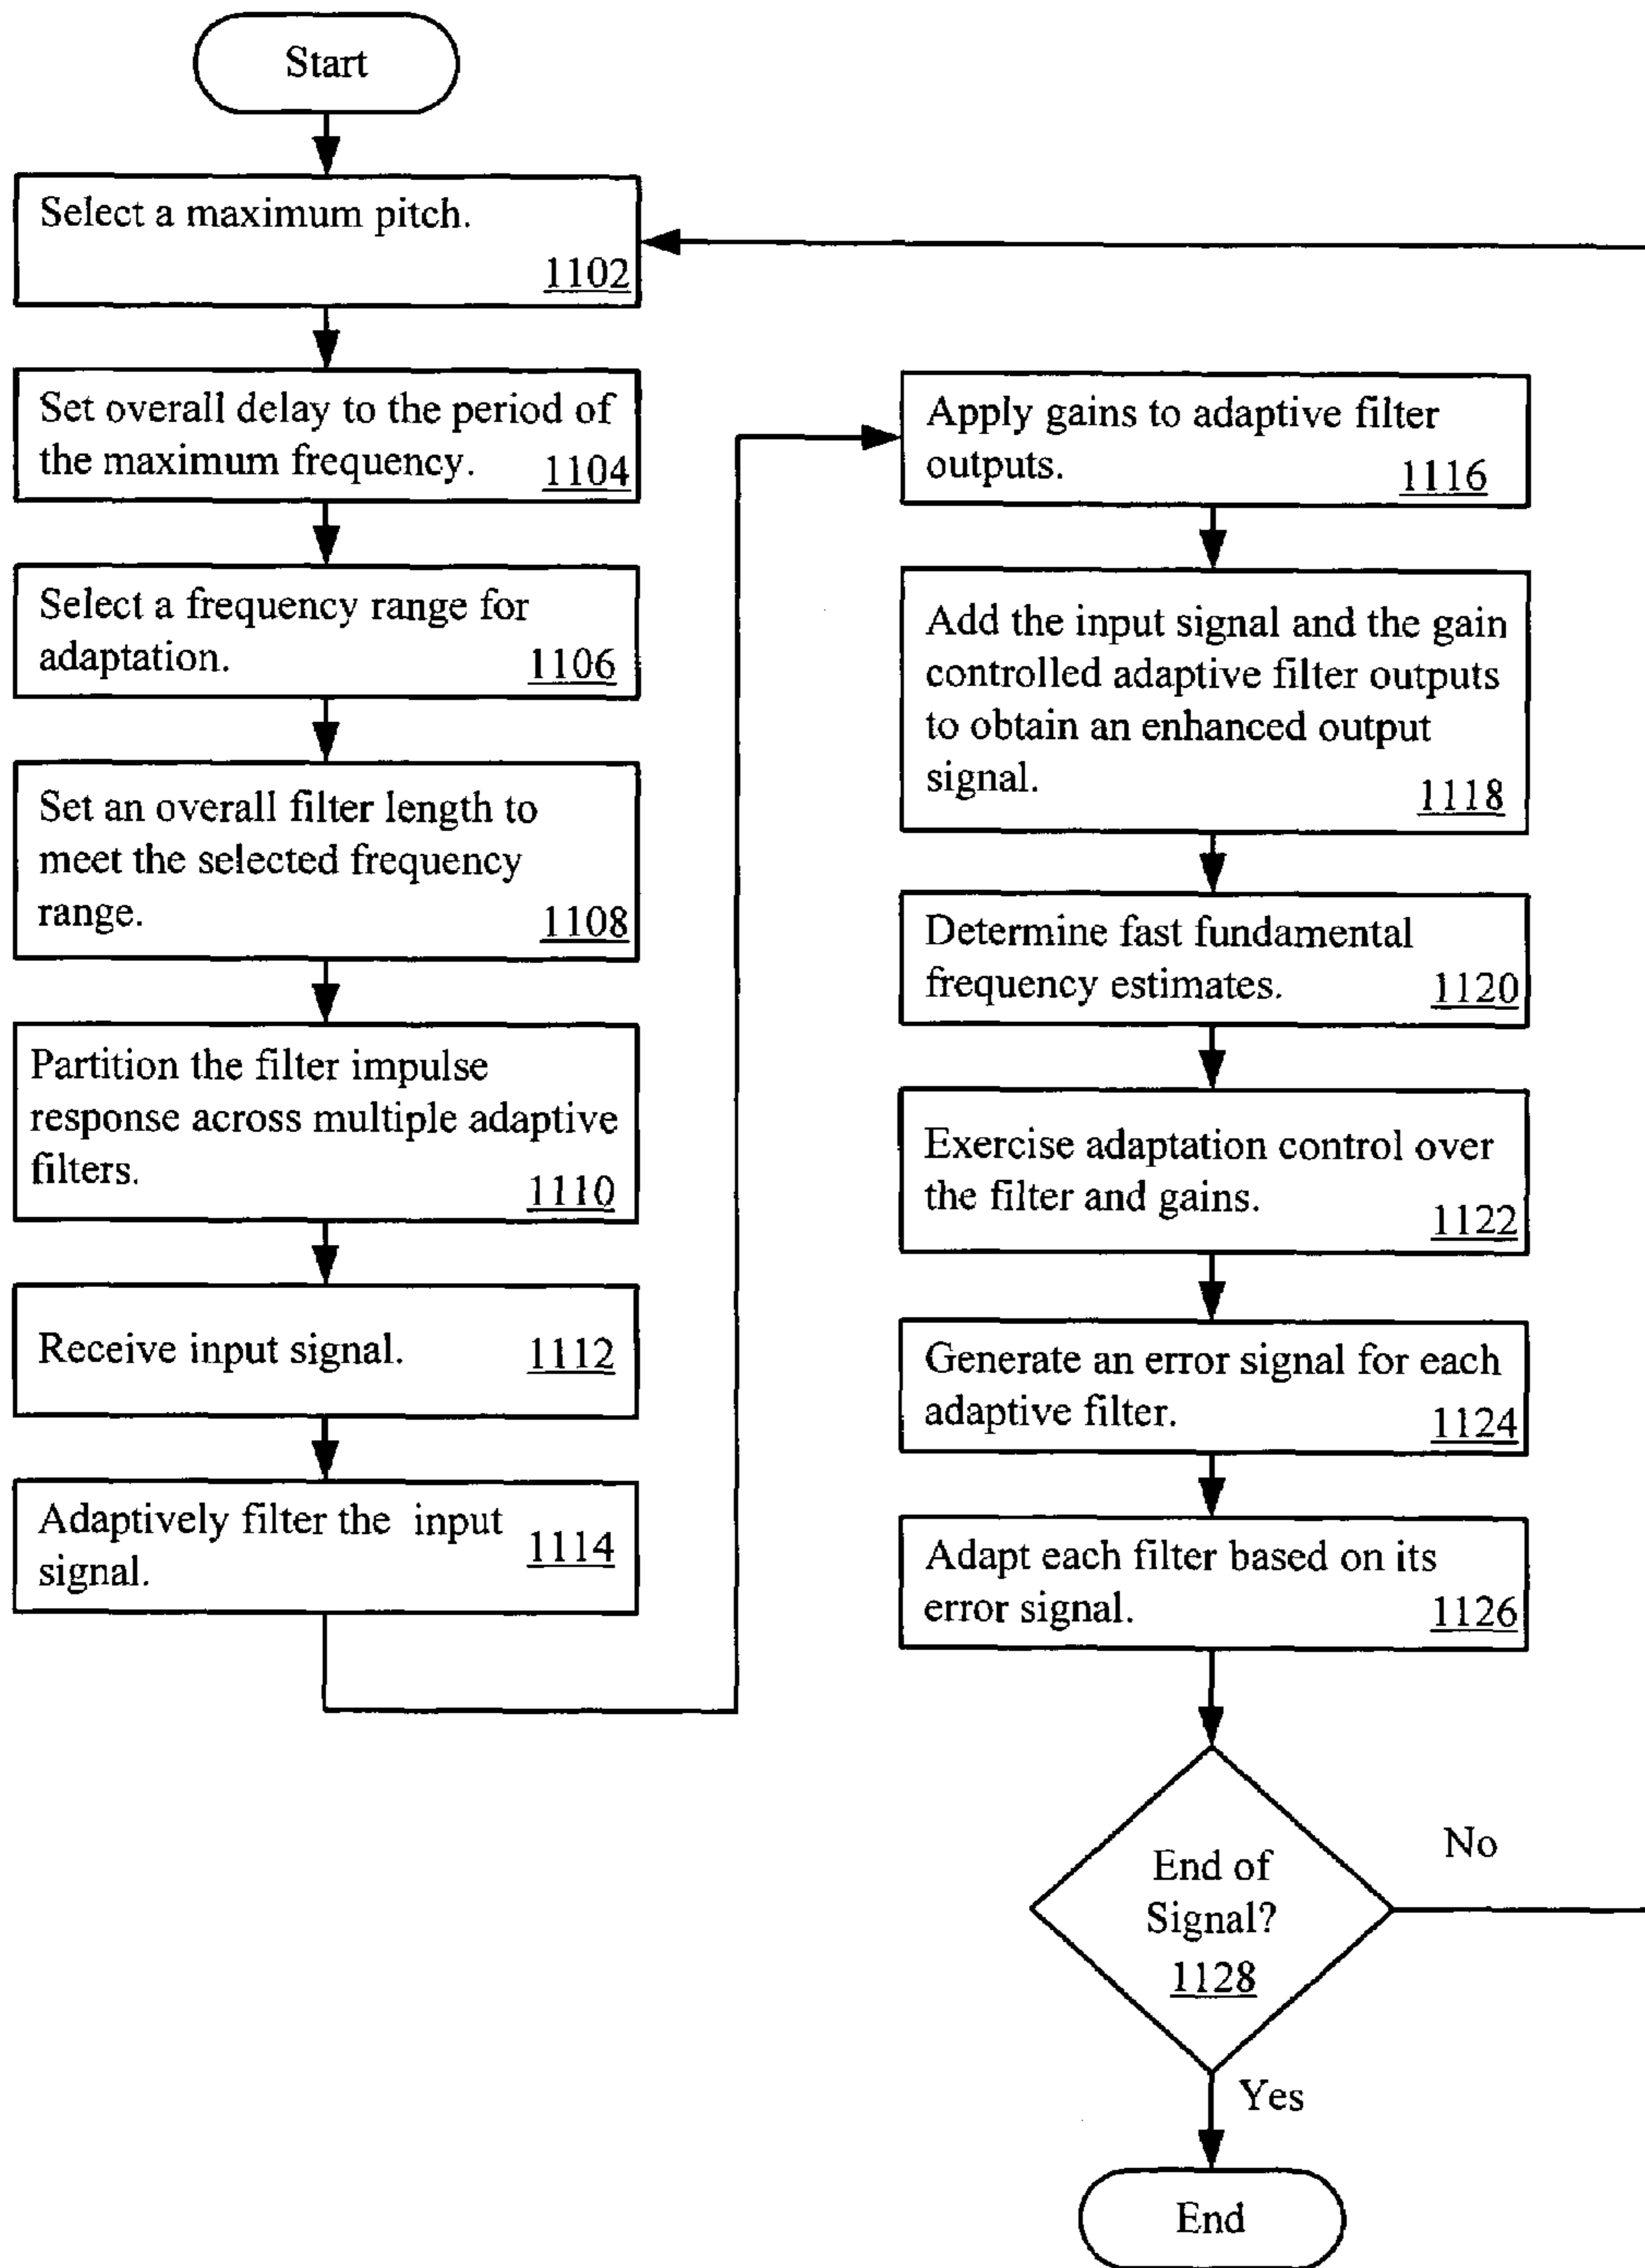 Start
Select a maximum pitch.
1102
Set overall delay to the period of
the maximum frequency. 1104
Select a frequency range for
adaptation. 1106
Set an overall filter length to
meet the selected frequency
range. 1108
Partition the filter impulse
response across multiple adaptive
filters. 1110
Receive input signal. 1112
Adaptively filter the input
signal. 1114
Apply gains to adaptive filter
outputs. 1116
Add the input signal and the gain
controlled adaptive filter outputs
to obtain an enhanced output
signal. 1118
Determine fast fundamental
frequency estimates. 1120
Exercise adaptation control over
the filter and gains. 1122
Generate an error signal for each
adaptive filter. 1124
Adapt each filter based on its
error signal. 1126
End of
Signal?
1128
No
Yes
End